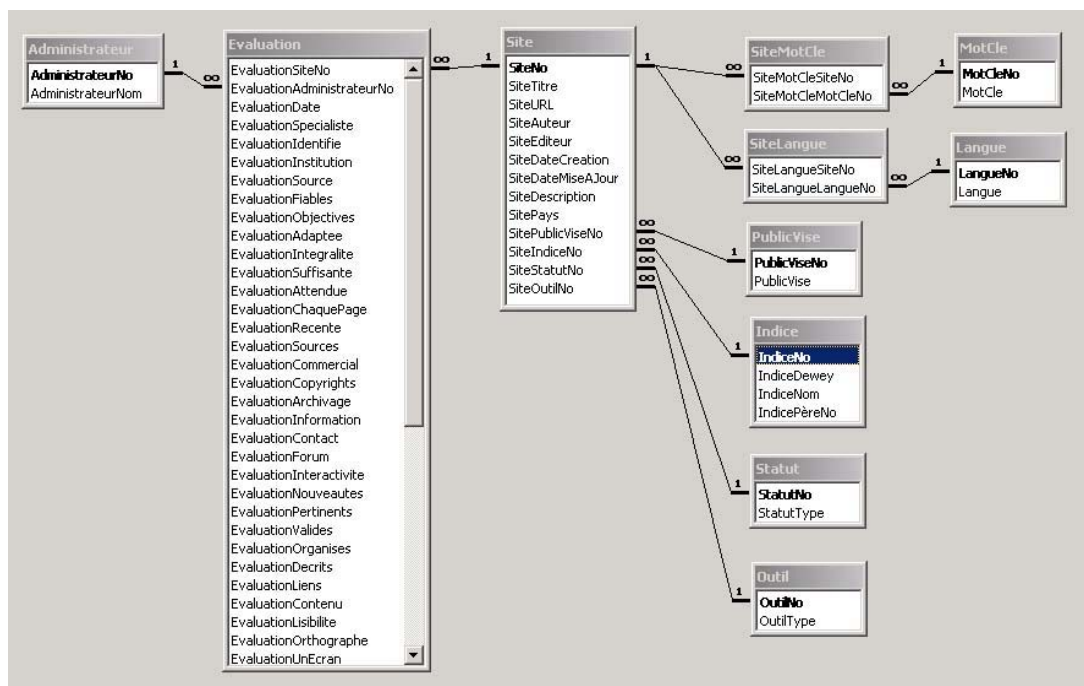 Administrateur
AdministrateurNo
AdministrateurNom
1
∞
Evaluation
EvaluationSiteNo
EvaluationAdministrateurNo
EvaluationDate
EvaluationSpecialiste
EvaluationIdentifie
EvaluationInstitution
EvaluationSource
EvaluationFiables
EvaluationObjectives
EvaluationAdaptee
EvaluationIntegralite
EvaluationSuffisante
EvaluationAttendue
EvaluationChaquePage
EvaluationRecente
EvaluationSources
EvaluationCommercial
EvaluationCopyrights
EvaluationArchivage
EvaluationInformation
EvaluationContact
EvaluationForum
EvaluationInteractivite
EvaluationNouveautes
EvaluationPertinents
EvaluationValides
EvaluationOrganises
EvaluationDecrits
EvaluationLiens
EvaluationContenu
EvaluationLisibilite
EvaluationOrthographe
EvaluationUnEcran
∞
1
Site
SiteNo
SiteTitre
SiteURL
SiteAuteur
SiteEditeur
SiteDateCreation
SiteDateMiseAJour
SiteDescription
SitePays
SitePublicViseNo
SiteIndiceNo
SiteStatutNo
SiteOutilNo
1
∞
∞
∞
∞
∞
SiteMotCle
SiteMotCleSiteNo
SiteMotCleMotCleNo
∞
1
MotCle
MotCleNo
MotCle
∞
SiteLangue
SiteLangueSiteNo
SiteLangueLangueNo
∞
1
Langue
LangueNo
Langue
1
PublicVise
PublicViseNo
PublicVise
1
Indice
IndiceNo
IndiceDewey
IndiceNom
IndicePèreNo
1
Statut
StatutNo
StatutType
1
Outil
OutilNo
OutilType